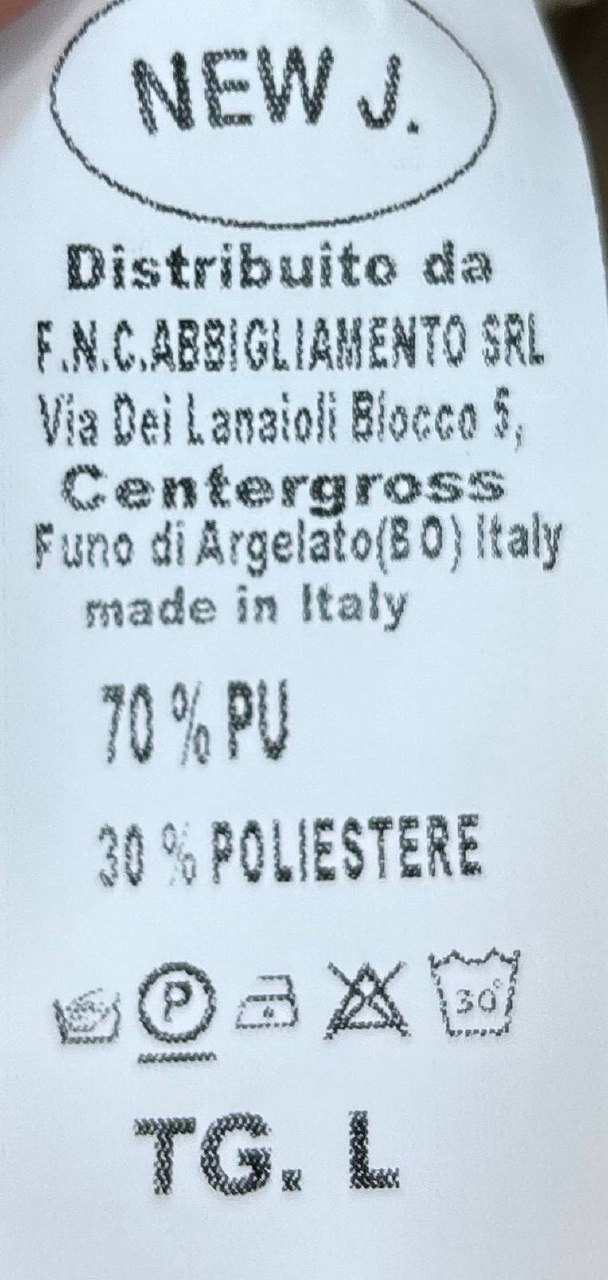 NEW J.
Distribuito da
F.N.C.ABBIGLIAMENTO SRL
Via Dei Lanaioli Blocco 5,
Centergross
Funo di Argelato(BO) Italy
made in Italy
70 % PU
30 % POLIESTERE
P 30°
TG. L